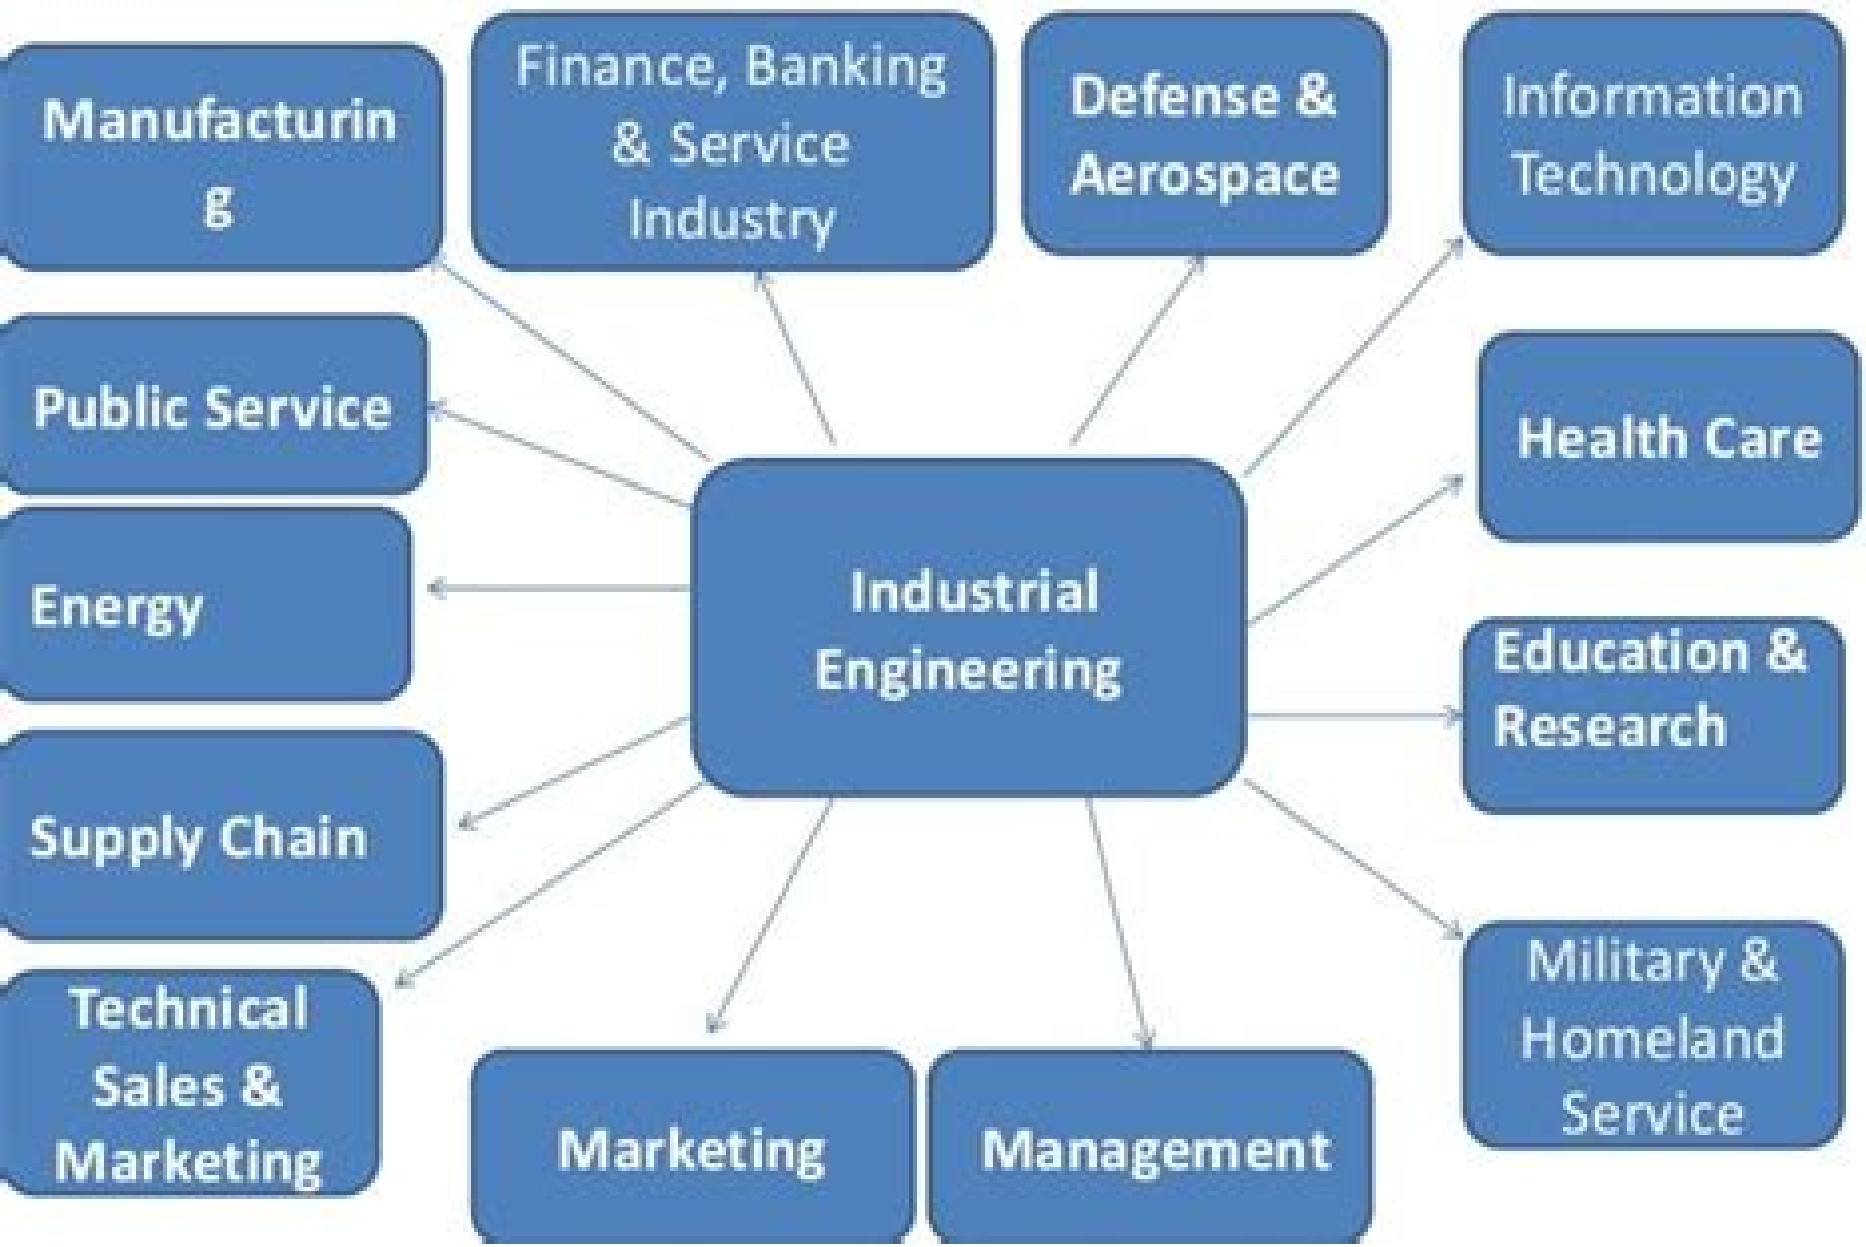 Manufacturin
g
Finance, Banking
& Service
Industry
Defense &
Aerospace
Information
Technology
Public Service
Health Care
Energy
Industrial
Engineering
Education &
Research
Supply Chain
Technical
Sales &
Marketing
Marketing
Management
Military &
Homeland
Service